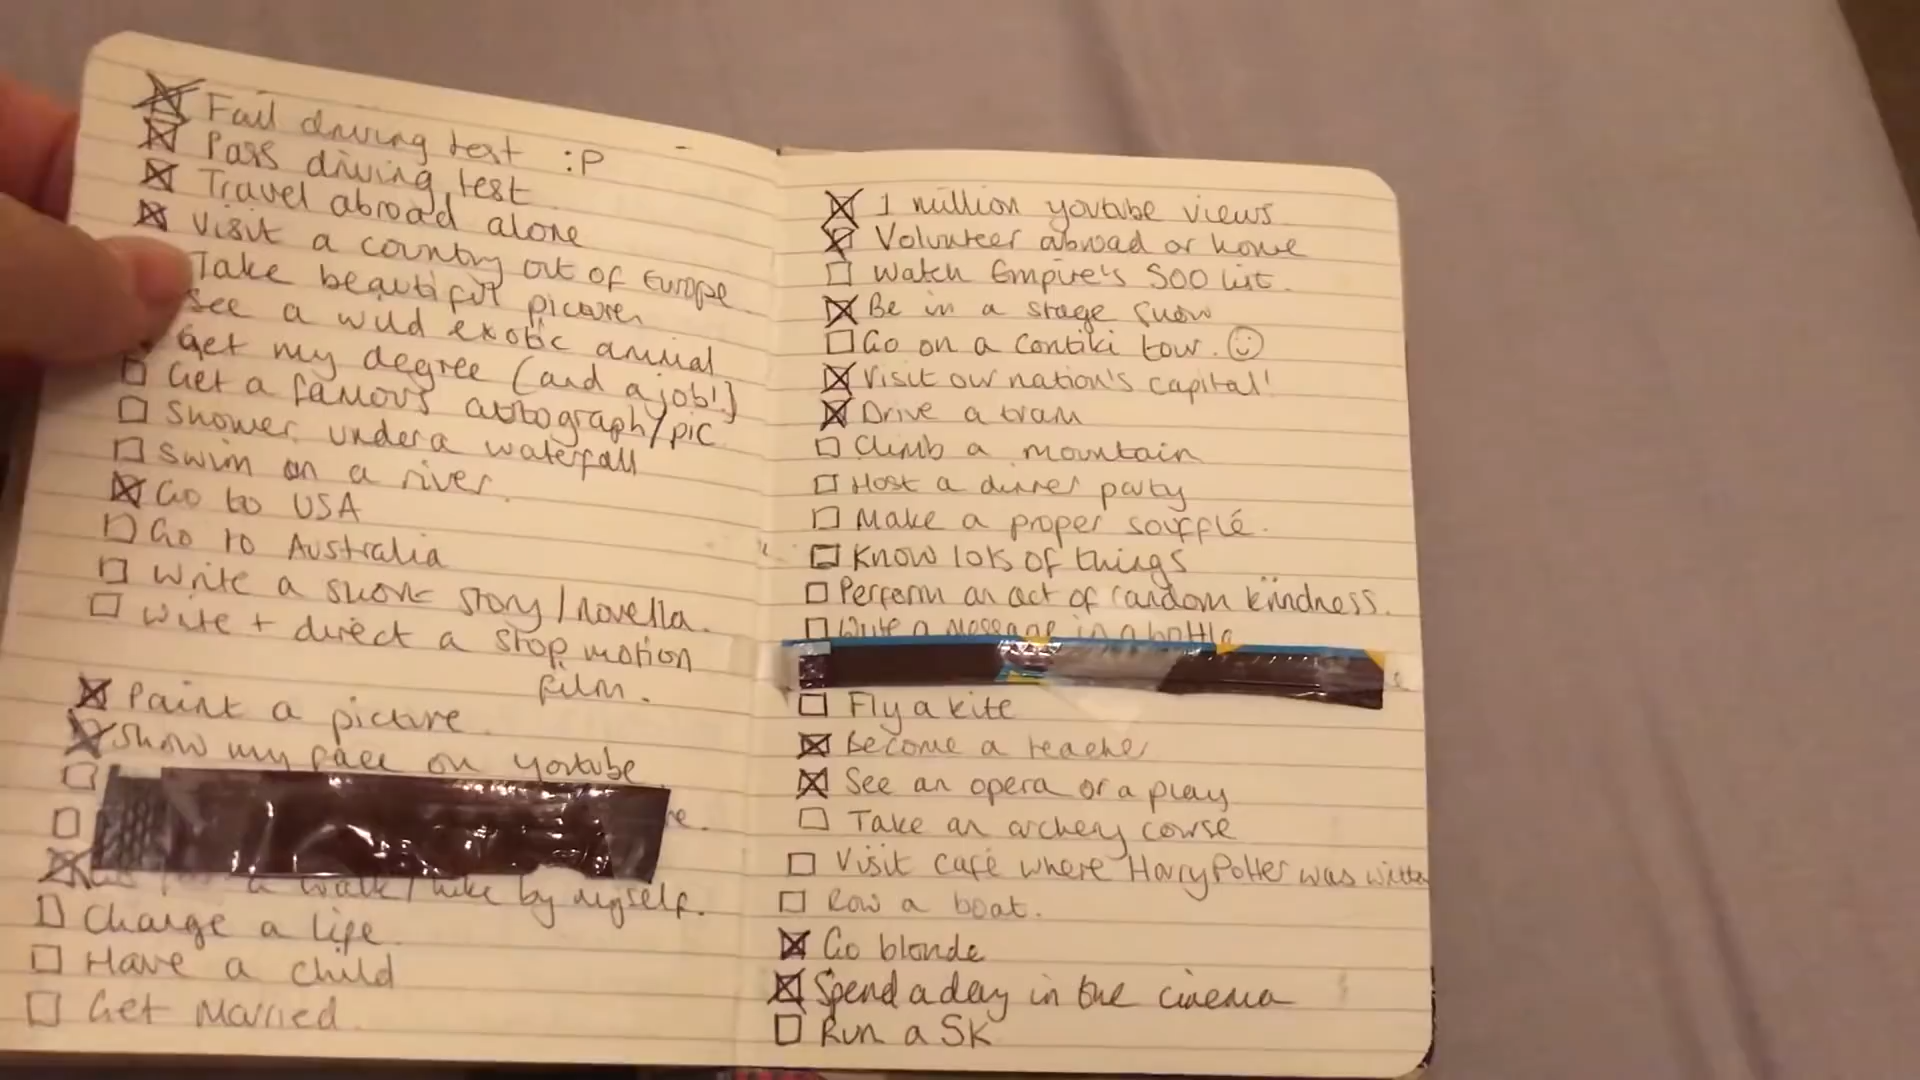 Fail driving test :P
Pass driving test
Travel abroad alone
Visit a country out of Europe
Take beautiful pictures
See a wild exotic animal
Get my degree (and a job!)
Get a famous autograph/pic
Shower under a waterfall
Swim in a river.
Go to USA
Go to Australia
Write a short story/novella.
Write + direct a stop motion
film.
Paint a picture
Show my face on youtube
a walk/hike by myself.
Change a life
Have a child
Get Married.
1 million youtube views
Volunteer abroad or home
Watch Empire's 500 list.
Be in a stage show
Go on a contiki tour.
Visit our nation's capital!
Drive a tram
Climb a mountain
Host a dinner party
Make a proper soufflé.
Know lots of things
Perform an act of random kindness.
Write a message in a bottle
Fly a kite
Become a teacher
See an opera or a play
Take an archery course
Visit café where Harry Potter was written
Row a boat.
Go blonde
Spend a day in the cinema
Run a 5K